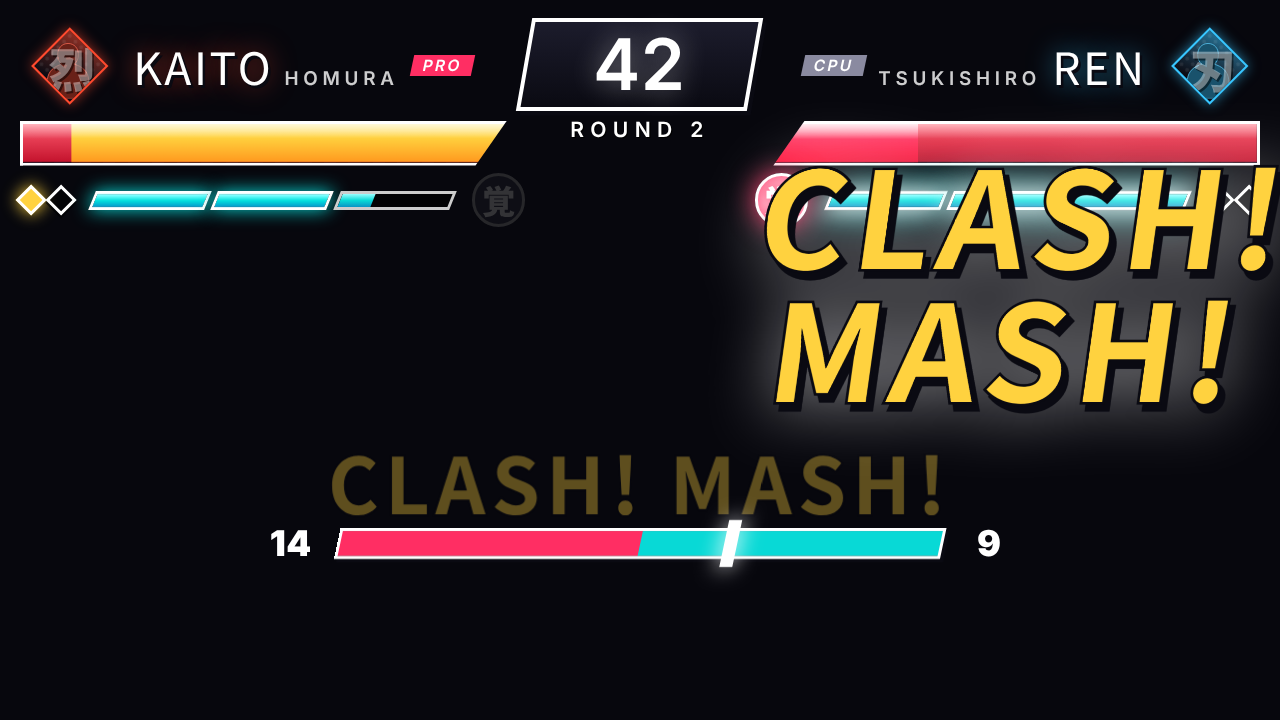 烈 KAITO HOMURA PRO
42
CPU TSUKISHIRO REN 刃
ROUND 2
覚
CLASH!
MASH!
CLASH! MASH!
14
9